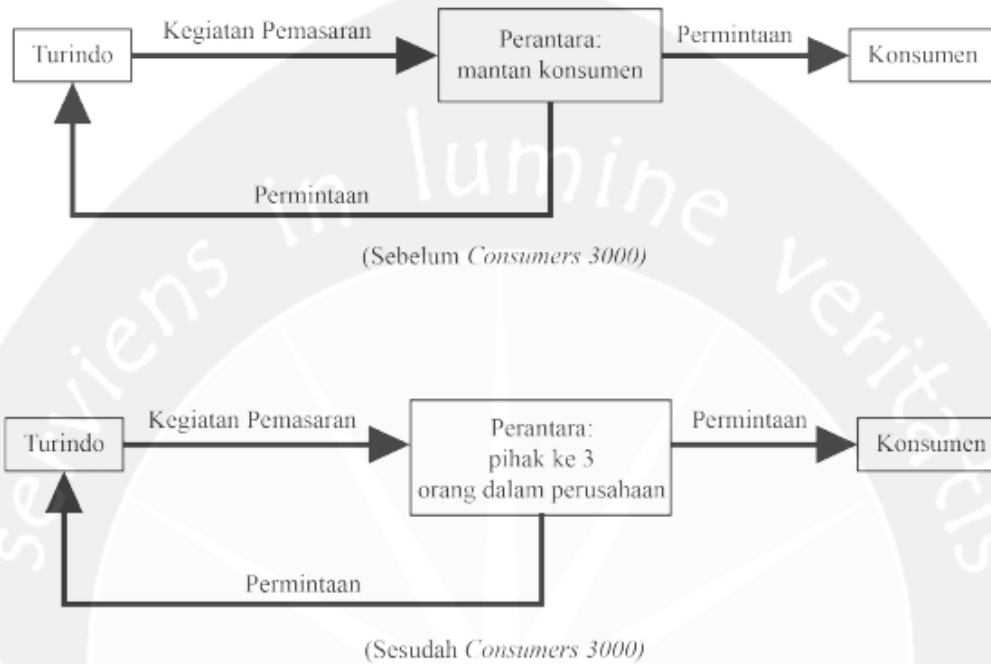 Kegiatan Pemasaran
Turindo
Perantara:
mantan konsumen
Permintaan
Konsumen
Permintaan
(Sebelum Consumers 3000)
Kegiatan Pemasaran
Turindo
Perantara:
pihak ke 3
orang dalam perusahaan
Permintaan
Konsumen
Permintaan
(Sesudah Consumers 3000)
serviens in lumine veritatis